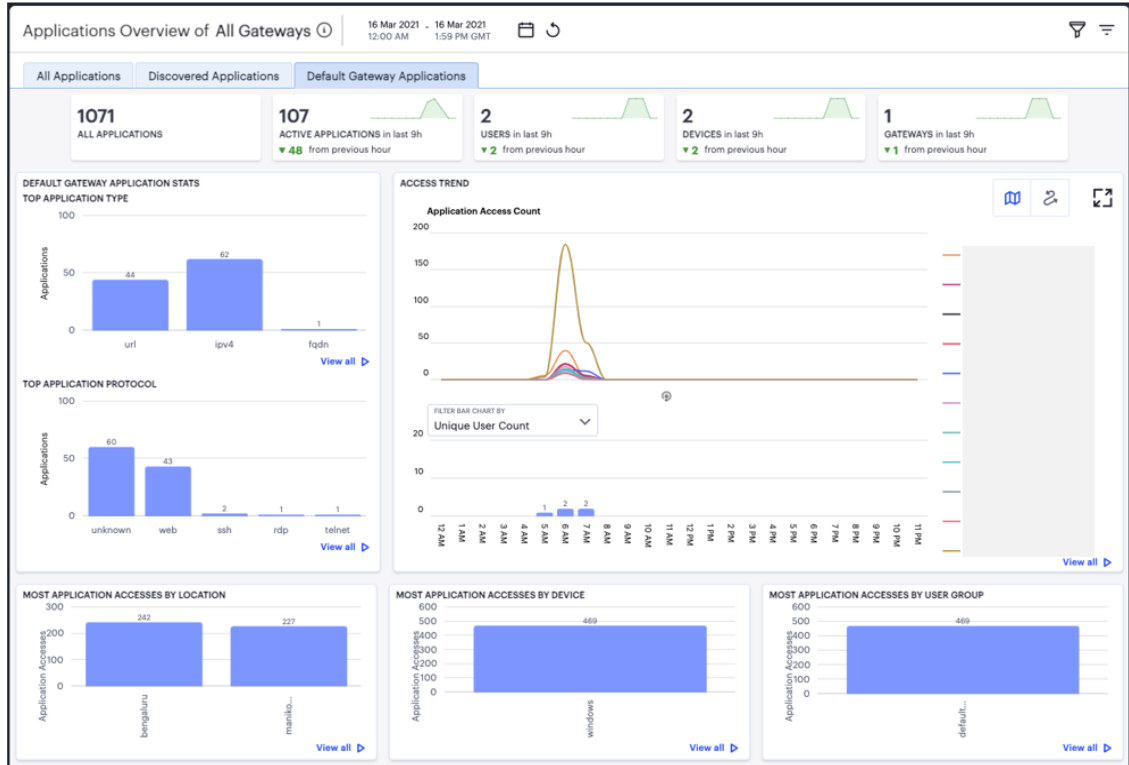 Applications Overview of All Gateways
16 Mar 2021 - 16 Mar 2021
12:00 AM 1:59 PM GMT
All Applications
Discovered Applications
Default Gateway Applications
1071
ALL APPLICATIONS
107
ACTIVE APPLICATIONS in last 9h
▼ 48 from previous hour
2
USERS in last 9h
▼ 2 from previous hour
2
DEVICES in last 9h
▼ 2 from previous hour
1
GATEWAYS in last 9h
▼ 1 from previous hour
DEFAULT GATEWAY APPLICATION STATS
TOP APPLICATION TYPE
Applications
100
50
0
44
62
1
url
ipv4
fqdn
View all
TOP APPLICATION PROTOCOL
Applications
100
50
0
60
43
2
1
1
unknown
web
ssh
rdp
telnet
View all
ACCESS TREND
Application Access Count
200
150
100
50
0
FILTER BAR CHART BY
Unique User Count
20
10
0
1
2
2
12 AM
1 AM
2 AM
3 AM
4 AM
5 AM
6 AM
7 AM
8 AM
9 AM
10 AM
11 AM
12 PM
1 PM
2 PM
3 PM
4 PM
5 PM
6 PM
7 PM
8 PM
9 PM
10 PM
11 PM
View all
MOST APPLICATION ACCESSES BY LOCATION
Application Accesses
300
200
100
0
242
227
bengaluru
maniko...
View all
MOST APPLICATION ACCESSES BY DEVICE
Application Accesses
600
500
400
300
200
100
0
469
windows
View all
MOST APPLICATION ACCESSES BY USER GROUP
Application Accesses
600
500
400
300
200
100
0
469
default...
View all